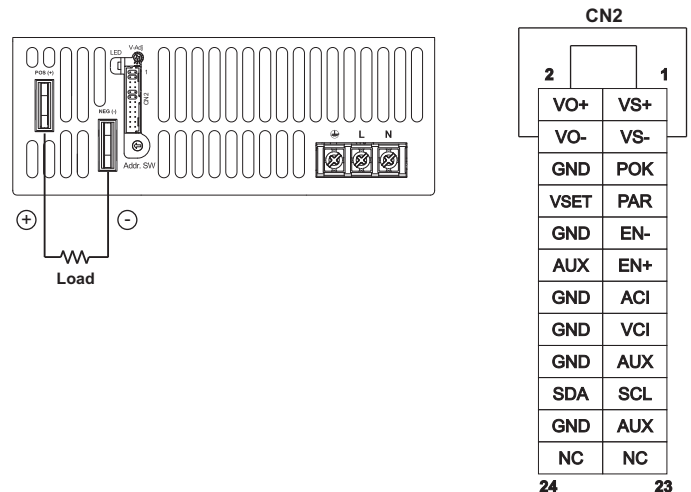 LED
V-Adj
POS (+)
1
CN2
NEG (-)
L N
Addr. SW
+
-
Load
CN2
2 1
VO+ VS+
VO- VS-
GND POK
VSET PAR
GND EN-
AUX EN+
GND ACI
GND VCI
GND AUX
SDA SCL
GND AUX
NC NC
24 23